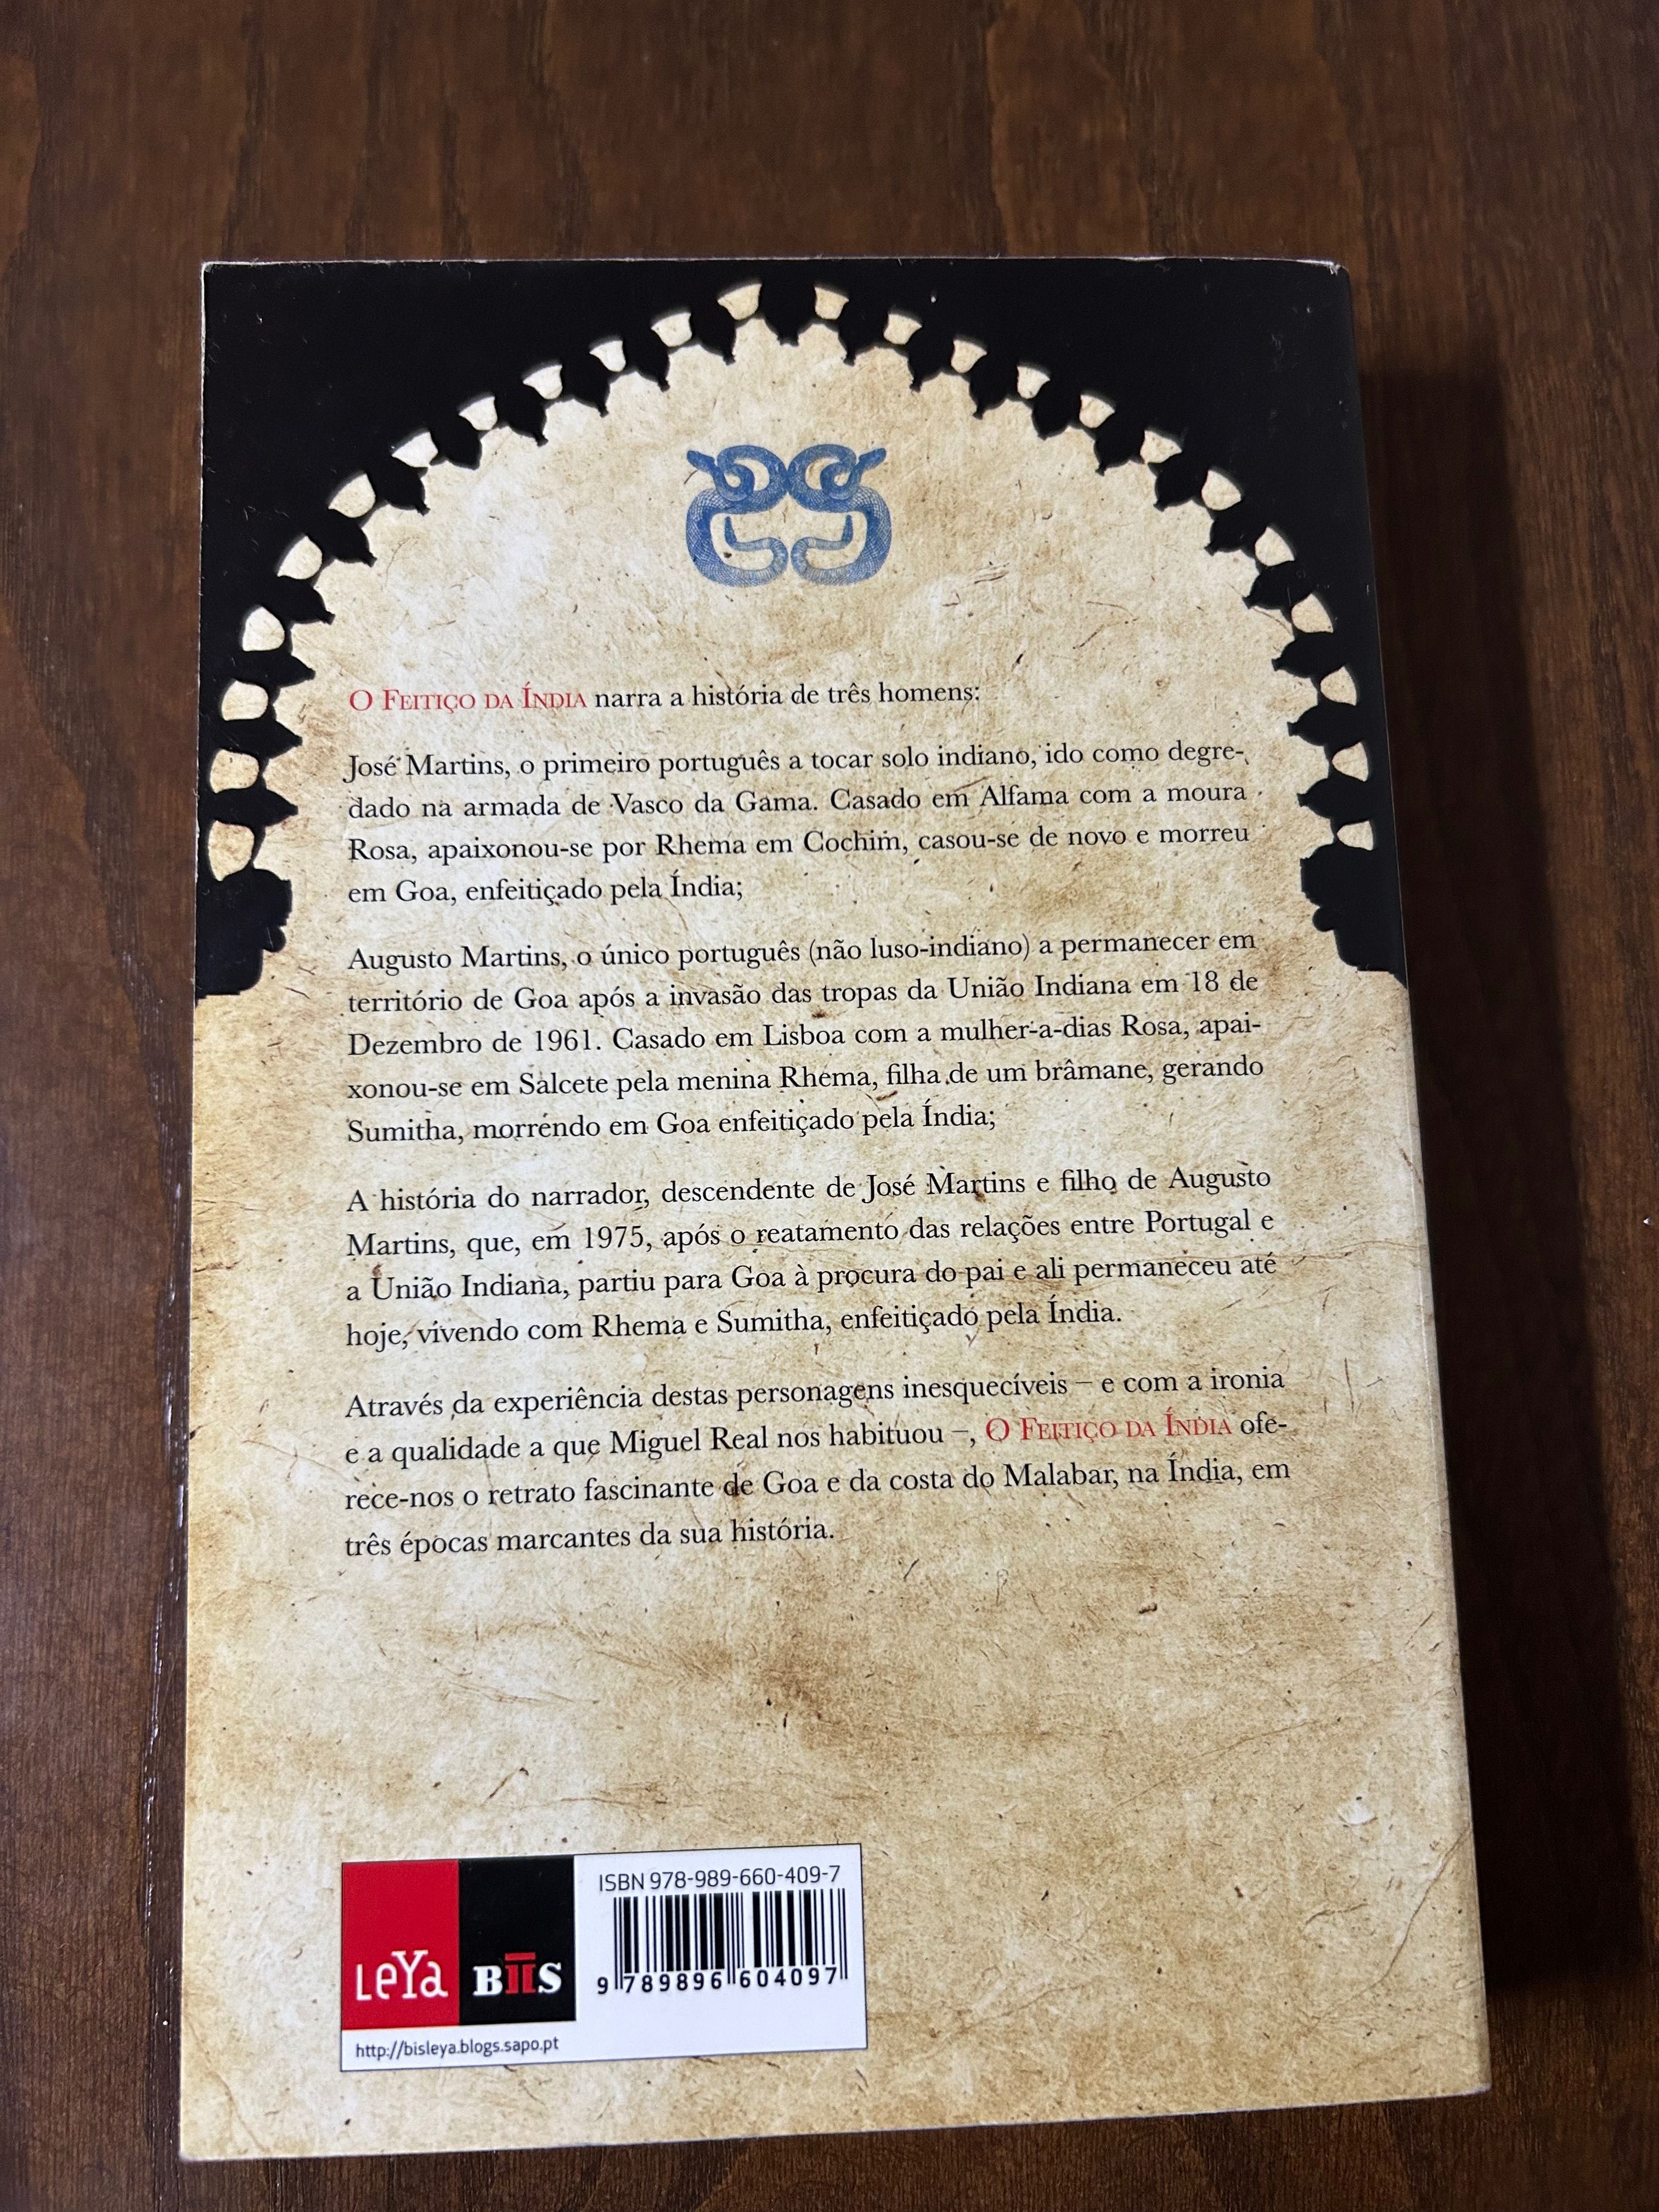 O Feitiço da Índia narra a história de três homens:
José Martins, o primeiro português a tocar solo indiano, ido como degre-
dado na armada de Vasco da Gama. Casado em Alfama com a moura
Rosa, apaixonou-se por Rhema em Cochim, casou-se de novo e morreu
em Goa, enfeitiçado pela Índia;
Augusto Martins, o único português (não luso-indiano) a permanecer em
território de Goa após a invasão das tropas da União Indiana em 18 de
Dezembro de 1961. Casado em Lisboa com a mulher-a-dias Rosa, apai-
xonou-se em Salcete pela menina Rhema, filha de um brâmane, gerando
Sumitha, morrendo em Goa enfeitiçado pela Índia;
A história do narrador, descendente de José Martins e filho de Augusto
Martins, que, em 1975, após o reatamento das relações entre Portugal e
a União Indiana, partiu para Goa à procura do pai e ali permaneceu até
hoje, vivendo com Rhema e Sumitha, enfeitiçado pela Índia.
Através da experiência destas personagens inesquecíveis – e com a ironia
e a qualidade a que Miguel Real nos habituou –, O Feitiço da Índia ofe-
rece-nos o retrato fascinante de Goa e da costa do Malabar, na Índia, em
três épocas marcantes da sua história.
ISBN 978-989-660-409-7
9 789896 604097
LeYa
BIIS
http://bisleya.blogs.sapo.pt